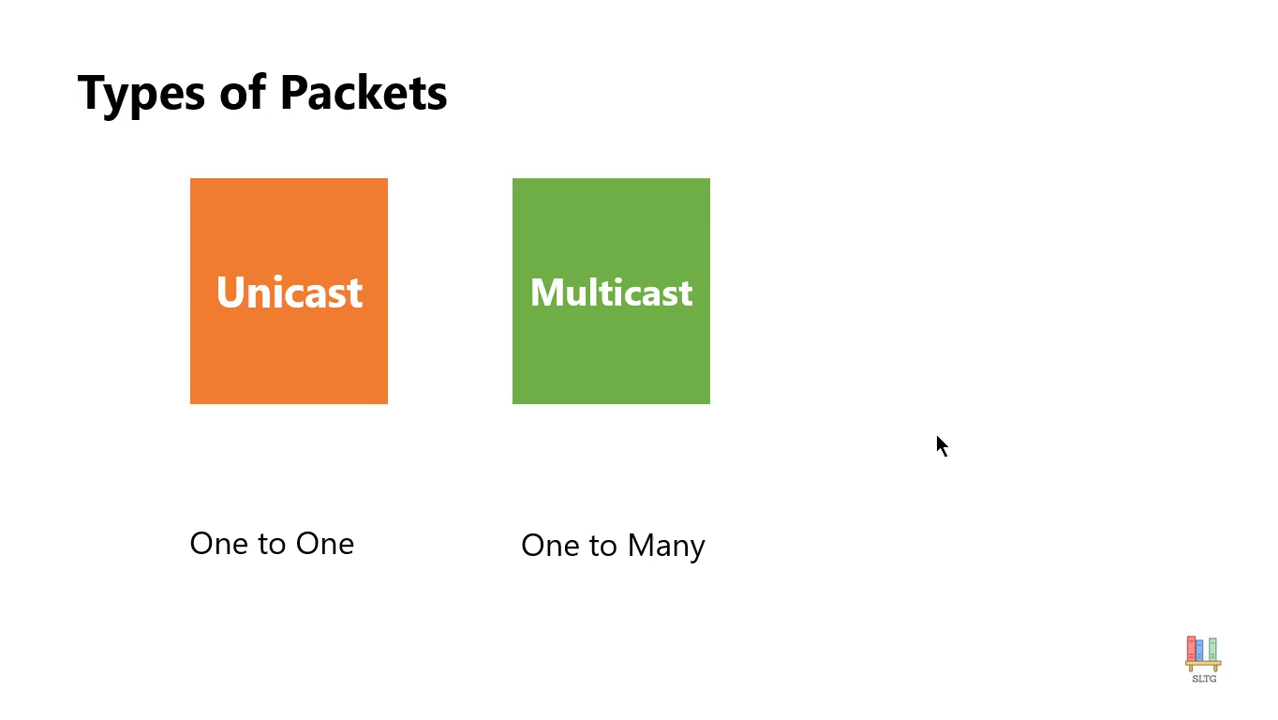 Types of Packets
Unicast
Multicast
One to One
One to Many
SLTG